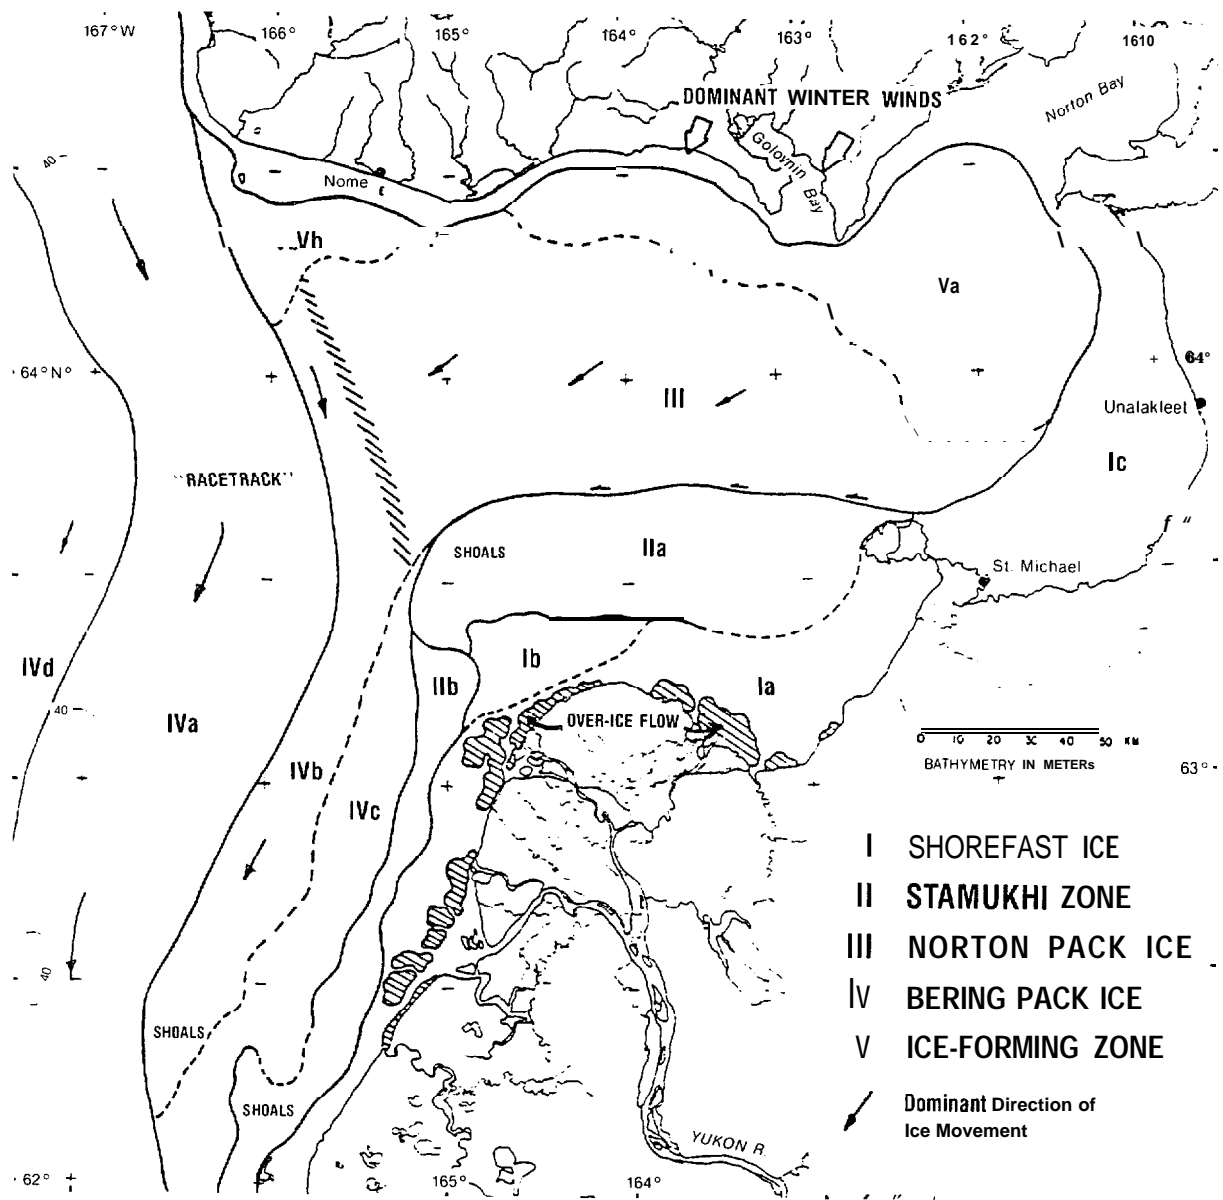 167°W 166° 165° 164° 163° 162° 1610
DOMINANT WINTER WINDS
Norton Bay
Golovnin Bay
40
Nome
Vh
Va
64°N°
64°
III
Unalakleet
Ic
"RACETRACK"
SHOALS
IIa
St. Michael
IVd
Ib
IIb
Ia
40
IVa
OVER-ICE FLOW
0 10 20 30 40 50 KM
BATHYMETRY IN METERs
63°
IVb
IVc
I SHOREFAST ICE
II STAMUKHI ZONE
III NORTON PACK ICE
IV BERING PACK ICE
V ICE-FORMING ZONE
40
SHOALS
SHOALS
Dominant Direction of
Ice Movement
YUKON R.
62°
165° 164°